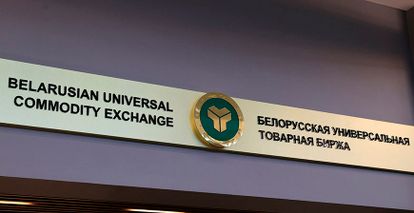 BELARUSIAN UNIVERSAL
COMMODITY EXCHANGE
БЕЛОРУССКАЯ УНИВЕРСАЛЬНАЯ
ТОВАРНАЯ БИРЖА